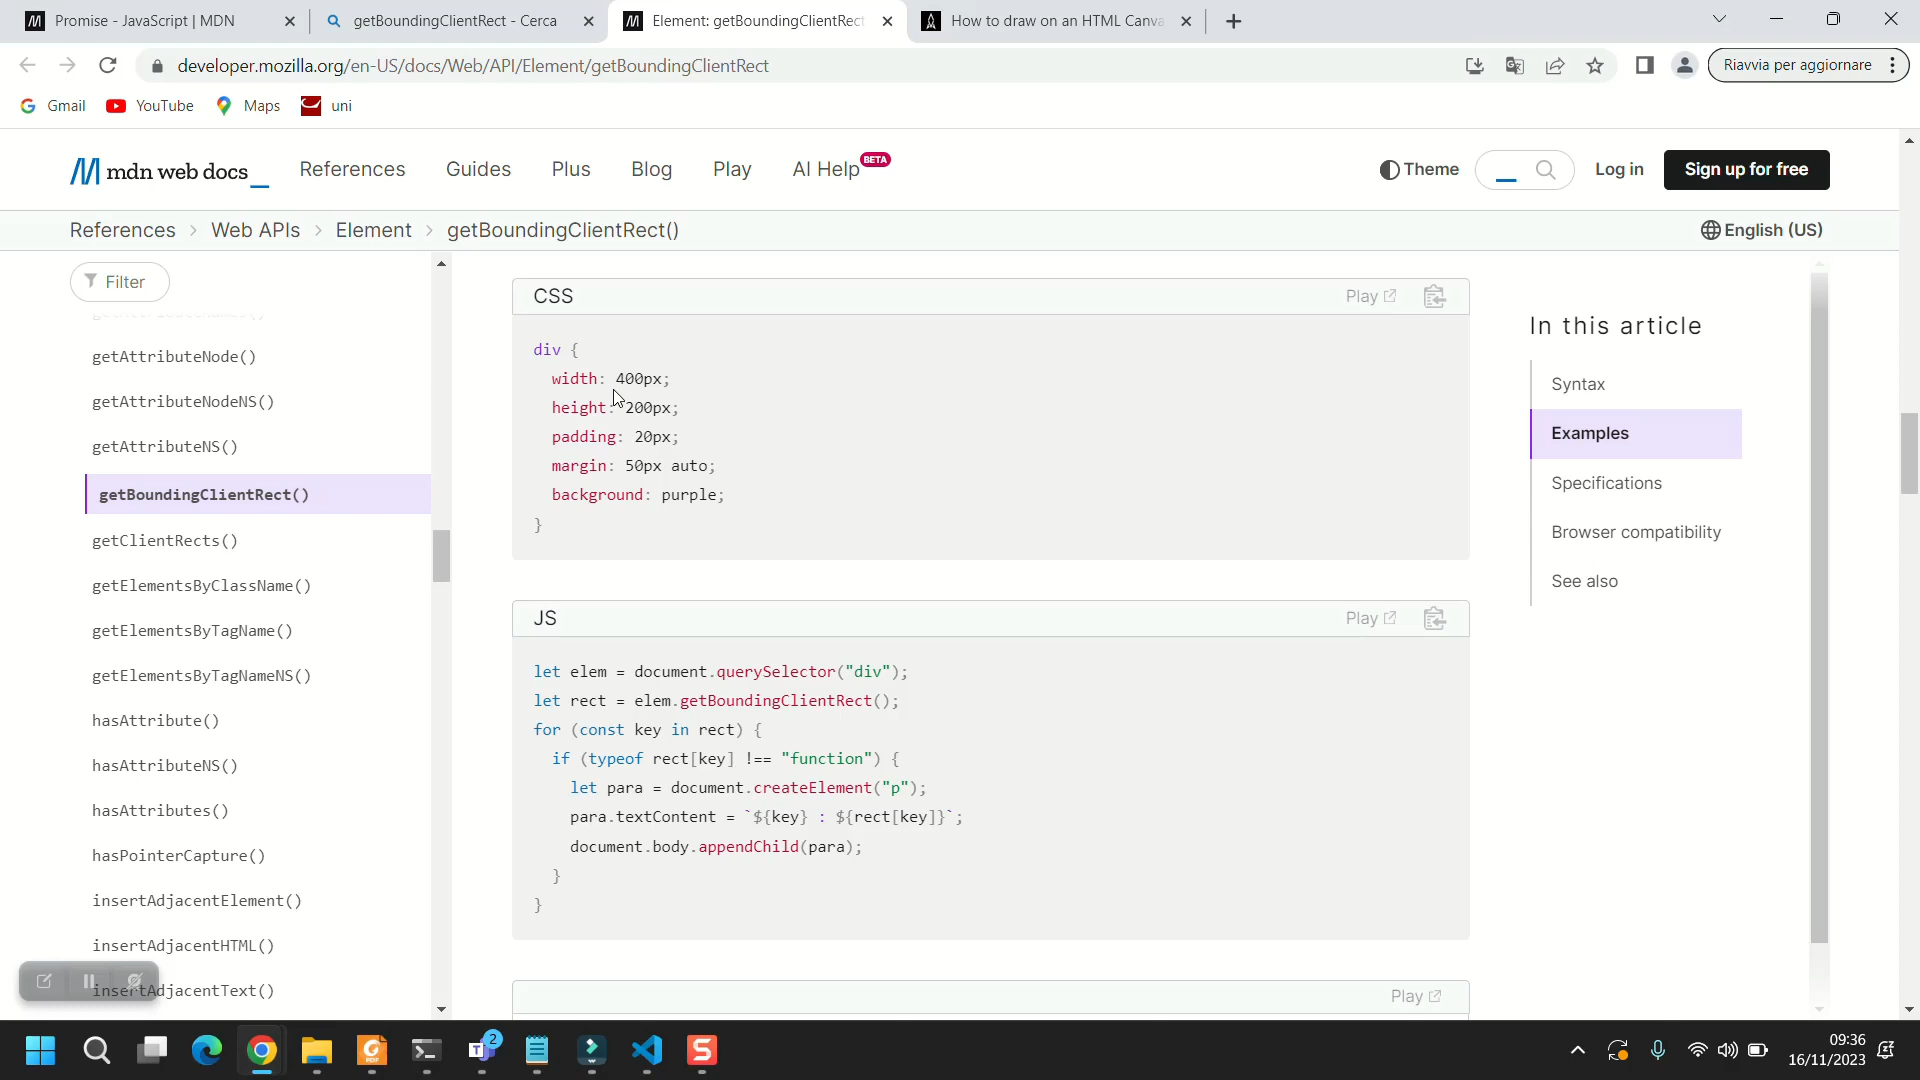 Promise - JavaScript | MDN
getBoundingClientRect - Cerca
Element: getBoundingClientRect
How to draw on an HTML Canva
developer.mozilla.org/en-US/docs/Web/API/Element/getBoundingClientRect
Riavvia per aggiornare
Gmail
YouTube
Maps
uni
mdn web docs
References
Guides
Plus
Blog
Play
AI Help
BETA
Theme
Log in
Sign up for free
References > Web APIs > Element > getBoundingClientRect()
English (US)
Filter
getAttributeNode()
getAttributeNodeNS()
getAttributeNS()
getBoundingClientRect()
getClientRects()
getElementsByClassName()
getElementsByTagName()
getElementsByTagNameNS()
hasAttribute()
hasAttributeNS()
hasAttributes()
hasPointerCapture()
insertAdjacentElement()
insertAdjacentHTML()
insertAdjacentText()
CSS
Play
div {
width: 400px;
height: 200px;
padding: 20px;
margin: 50px auto;
background: purple;
}
JS
Play
let elem = document.querySelector("div");
let rect = elem.getBoundingClientRect();
for (const key in rect) {
if (typeof rect[key] !== "function") {
let para = document.createElement("p");
para.textContent = `${key} : ${rect[key]}`;
document.body.appendChild(para);
}
}
Play
In this article
Syntax
Examples
Specifications
Browser compatibility
See also
2
09:36
16/11/2023